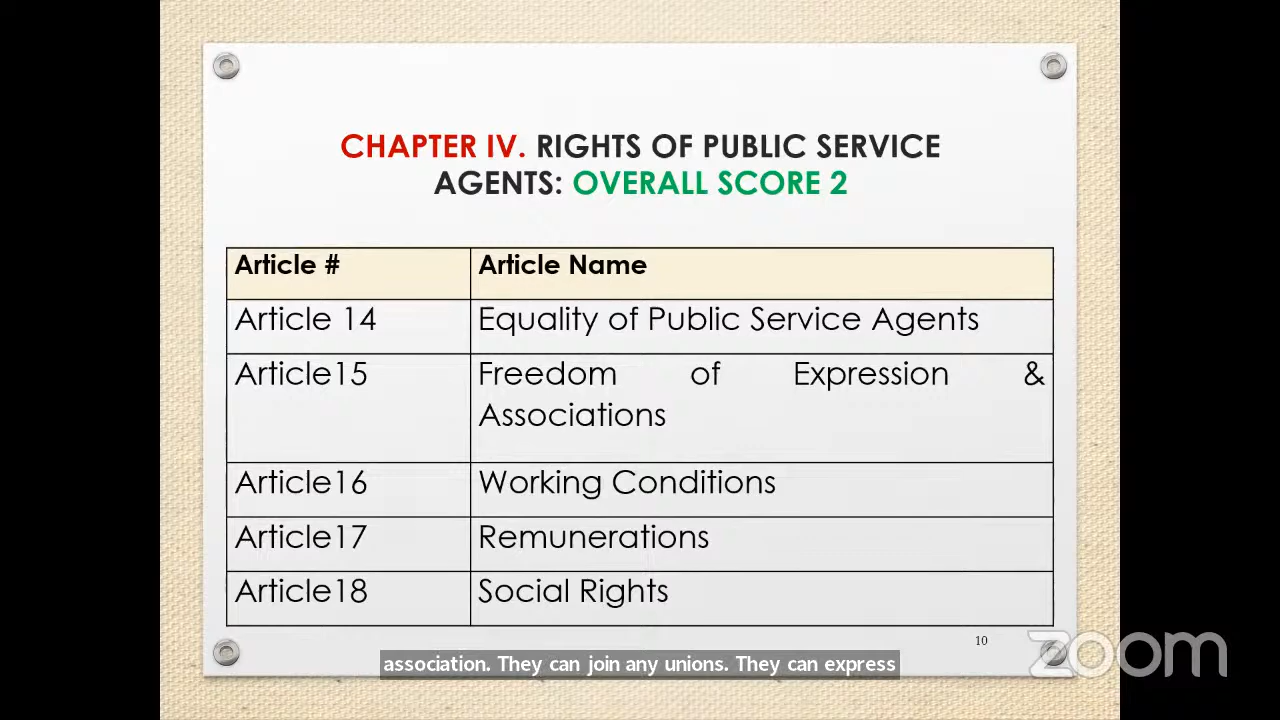 CHAPTER IV. RIGHTS OF PUBLIC SERVICE
AGENTS: OVERALL SCORE 2
Article # Article Name
Article 14 Equality of Public Service Agents
Article15 Freedom of Expression &
Associations
Article16 Working Conditions
Article17 Remunerations
Article18 Social Rights
10
zoom
association. They can join any unions. They can express